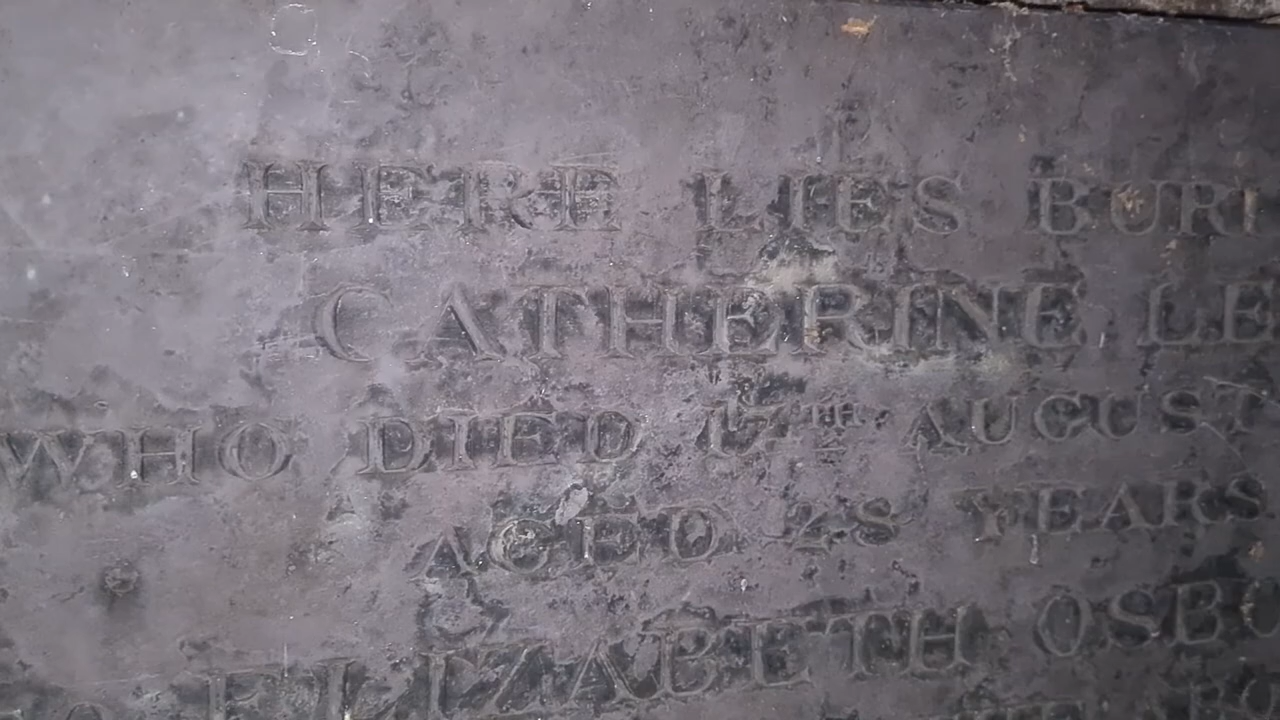 HERE LIES BURI
CATHERINE LE
WHO DIED 17TH AUGUST
AGED 28 YEARS
ELIZABETH OSBO